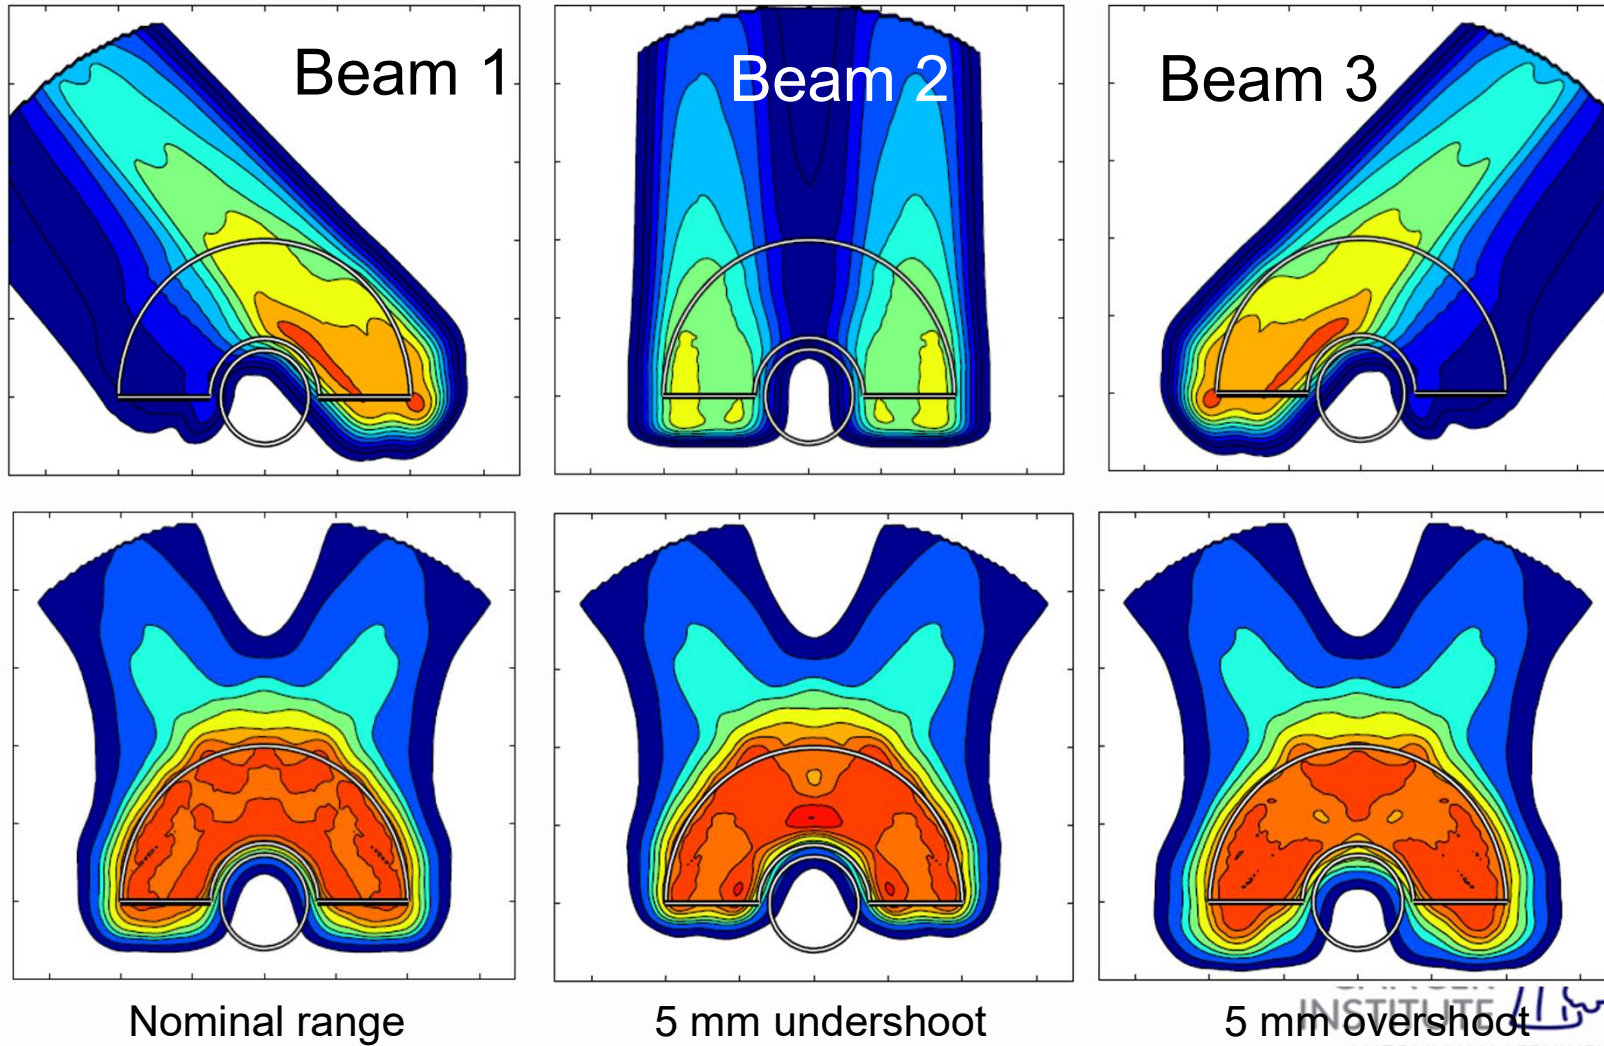 Beam 1
Beam 2
Beam 3
Nominal range
5 mm undershoot
5 mm overshoot
INSTITUTE